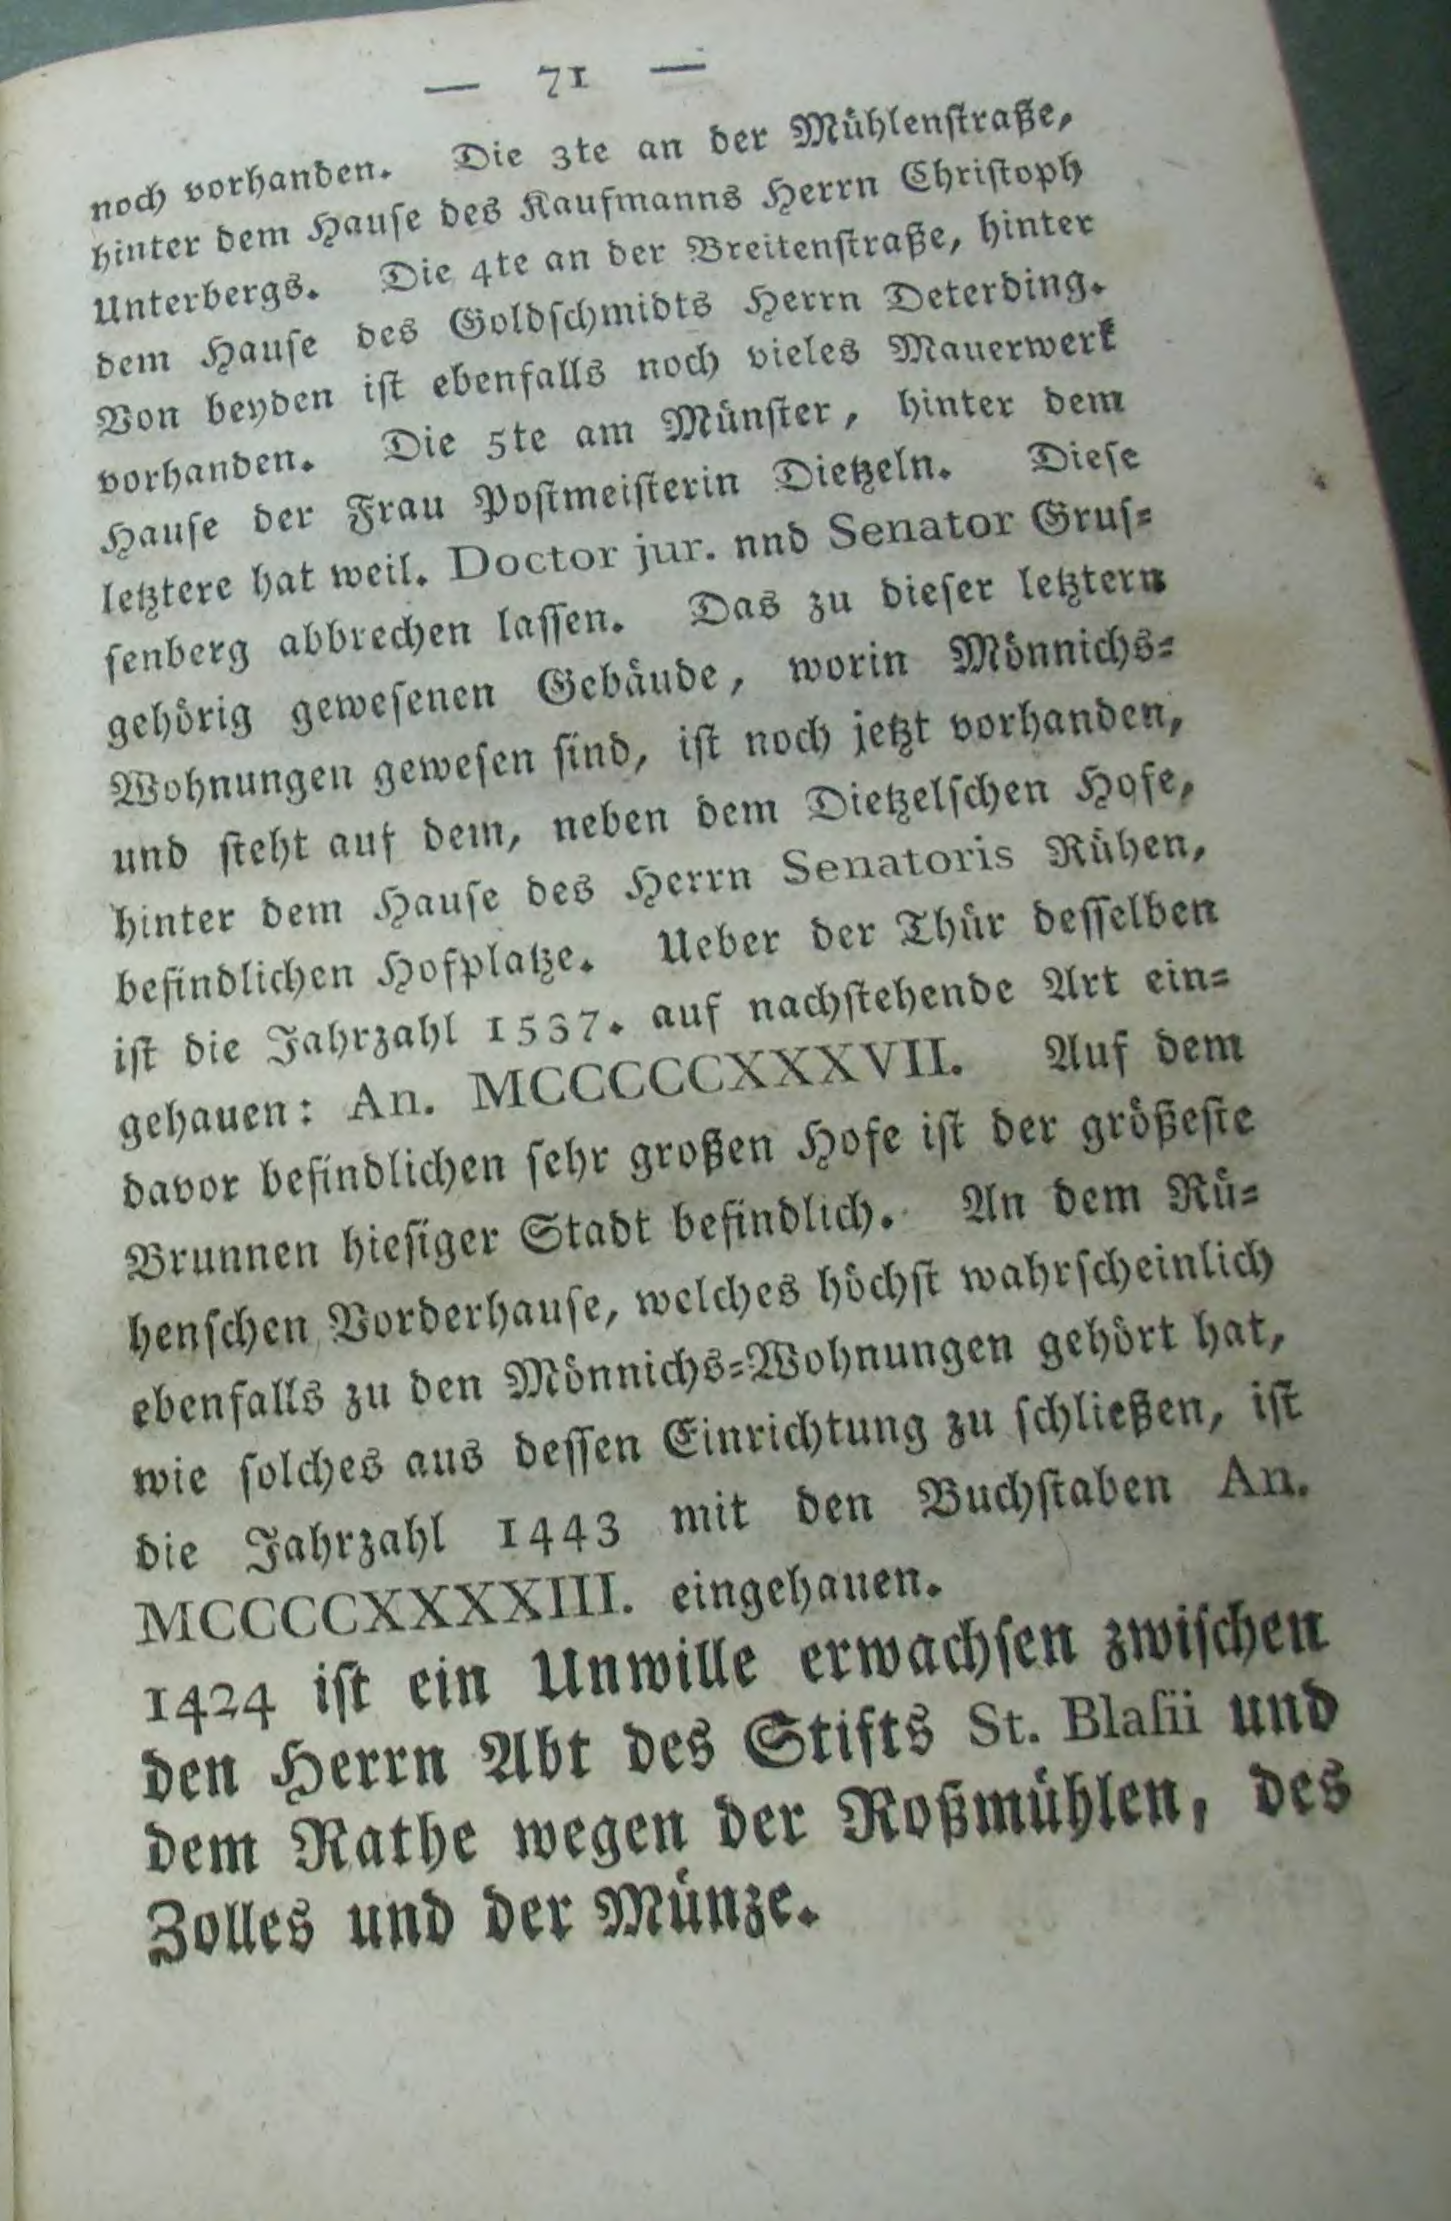 — 71 —
noch vorhanden. Die 3te an der Mühlenſtraße,
hinter dem Hauſe des Kaufmanns Herrn Chriſtoph
Unterbergs. Die 4te an der Breitenſtraße, hinter
dem Hauſe des Goldſchmidts Herrn Deterding.
Von beyden iſt ebenfalls noch vieles Mauerwerk
vorhanden. Die 5te am Münſter, hinter dem
Hauſe der Frau Poſtmeiſterin Dietzeln. Dieſe
letztere hat weil. Doctor jur. nnd Senator Gruſ⸗
ſenberg abbrechen laſſen. Das zu dieſer letztern
gehörig geweſenen Gebäude, worin Mönnichs⸗
Wohnungen geweſen ſind, iſt noch jetzt vorhanden,
und ſteht auf dem, neben dem Dietzelſchen Hofe,
hinter dem Hauſe des Herrn Senatoris Rühen,
befindlichen Hofplatze. Ueber der Thür deſſelben
iſt die Jahrzahl 1537. auf nachſtehende Art ein⸗
gehauen: An. MCCCCCXXXVII. Auf dem
davor befindlichen ſehr großen Hofe iſt der größeſte
Brunnen hieſiger Stadt befindlich. An dem Rü⸗
henſchen Vorderhauſe, welches höchſt wahrſcheinlich
ebenfalls zu den Mönnichs⸗Wohnungen gehört hat,
wie ſolches aus deſſen Einrichtung zu ſchließen, iſt
die Jahrzahl 1443 mit den Buchſtaben An.
MCCCCXXXXIII. eingehauen.
1424 iſt ein Unwille erwachſen zwiſchen
den Herrn Abt des Stifts St. Blaſii und
dem Rathe wegen der Roßmühlen, des
Zolles und der Münze.